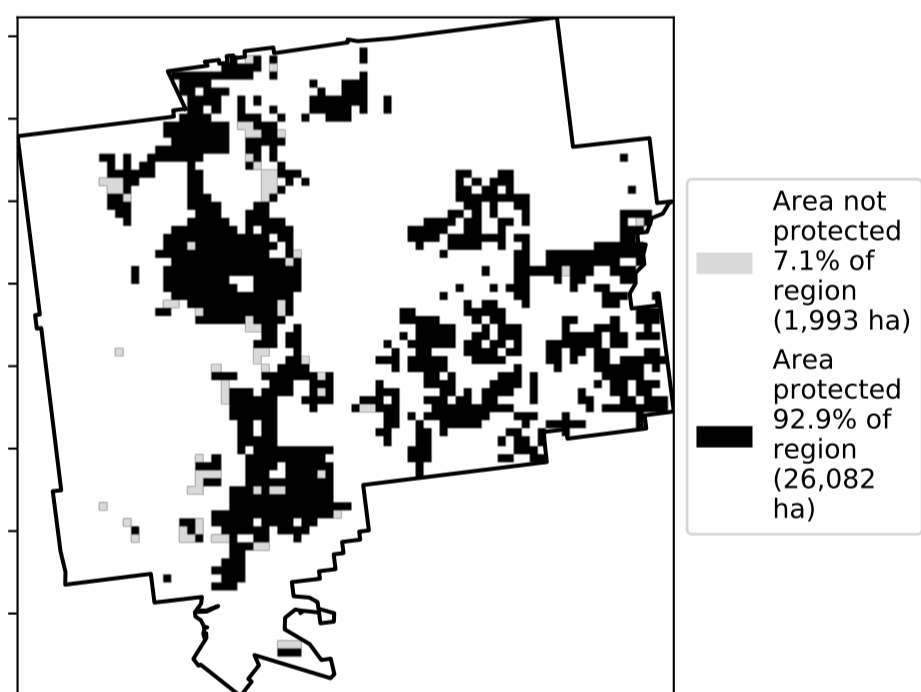 Area not
protected
7.1% of
region
(1,993 ha)
Area
protected
92.9% of
region
(26,082
ha)